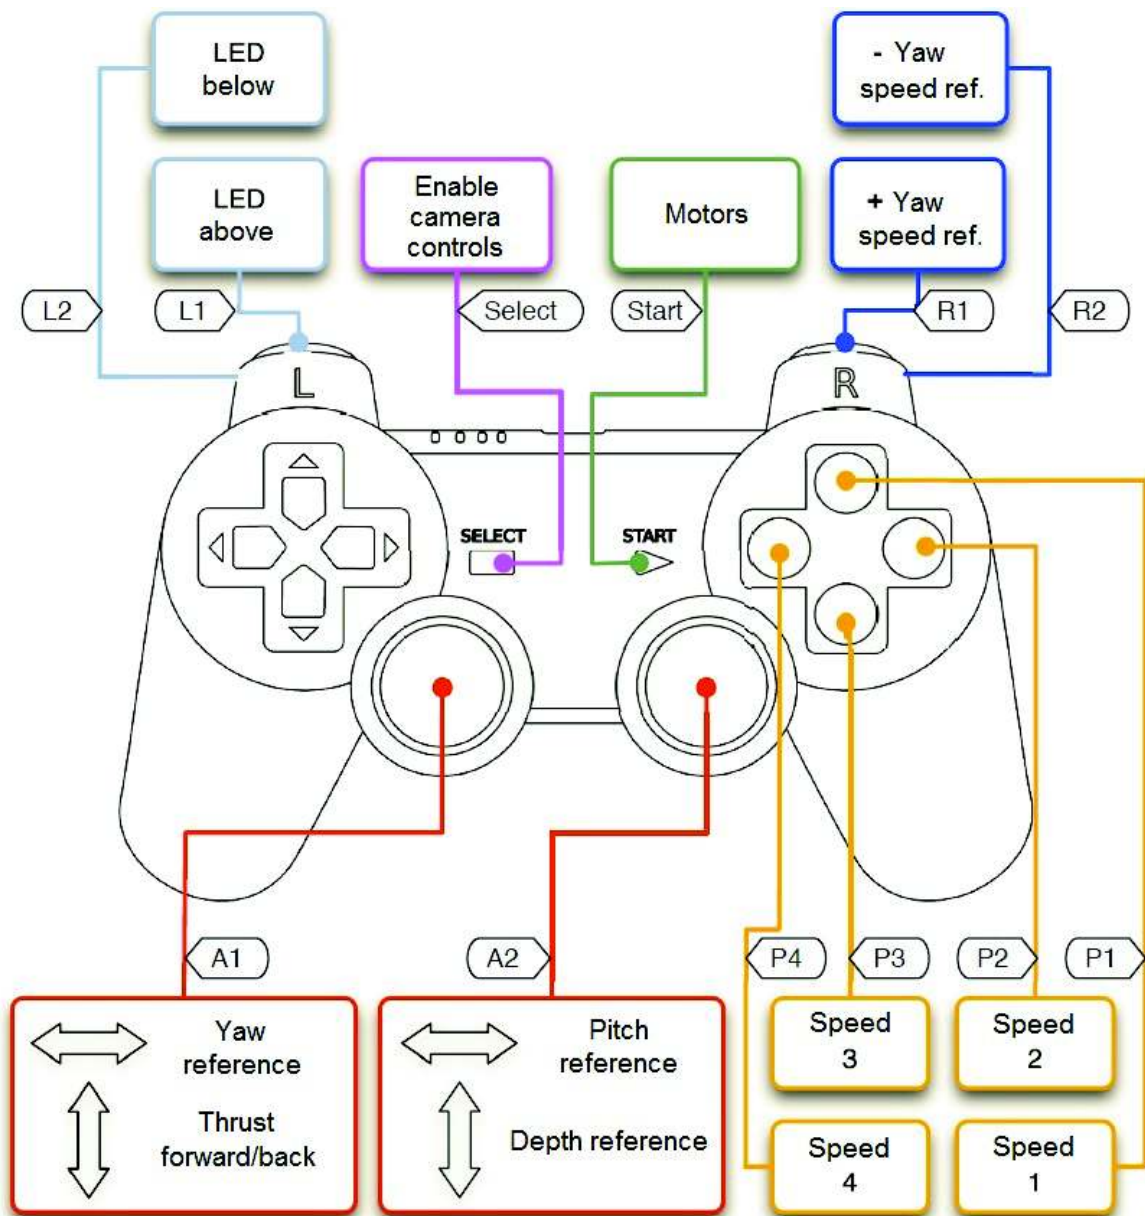 LED
below
- Yaw
speed ref.
LED
above
Enable
camera
controls
Motors
+ Yaw
speed ref.
L2
L1
Select
Start
R1
R2
L
R
SELECT
START
A1
A2
P4
P3
P2
P1
Yaw
reference
Thrust
forward/back
Pitch
reference
Depth reference
Speed
3
Speed
2
Speed
4
Speed
1